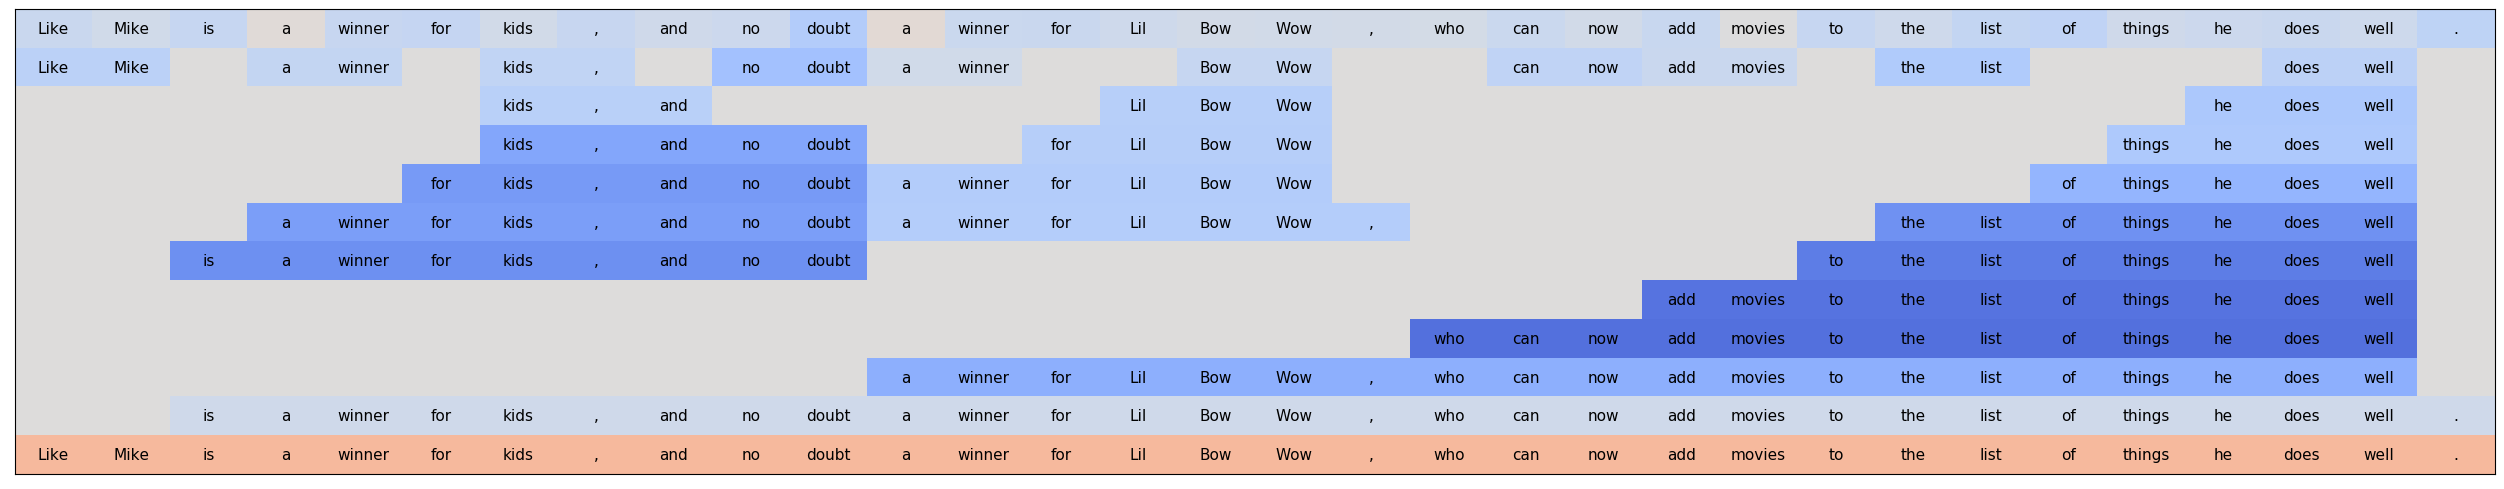 Like Mike is a winner for kids , and no doubt a winner for Lil Bow Wow , who can now add movies to the list of things he does well .
Like Mike a winner kids , no doubt a winner Bow Wow can now add movies the list does well
kids , and Lil Bow Wow he does well
kids , and no doubt for Lil Bow Wow things he does well
for kids , and no doubt a winner for Lil Bow Wow of things he does well
a winner for kids , and no doubt a winner for Lil Bow Wow , the list of things he does well
is a winner for kids , and no doubt to the list of things he does well
add movies to the list of things he does well
who can now add movies to the list of things he does well
a winner for Lil Bow Wow , who can now add movies to the list of things he does well
is a winner for kids , and no doubt a winner for Lil Bow Wow , who can now add movies to the list of things he does well .
Like Mike is a winner for kids , and no doubt a winner for Lil Bow Wow , who can now add movies to the list of things he does well .